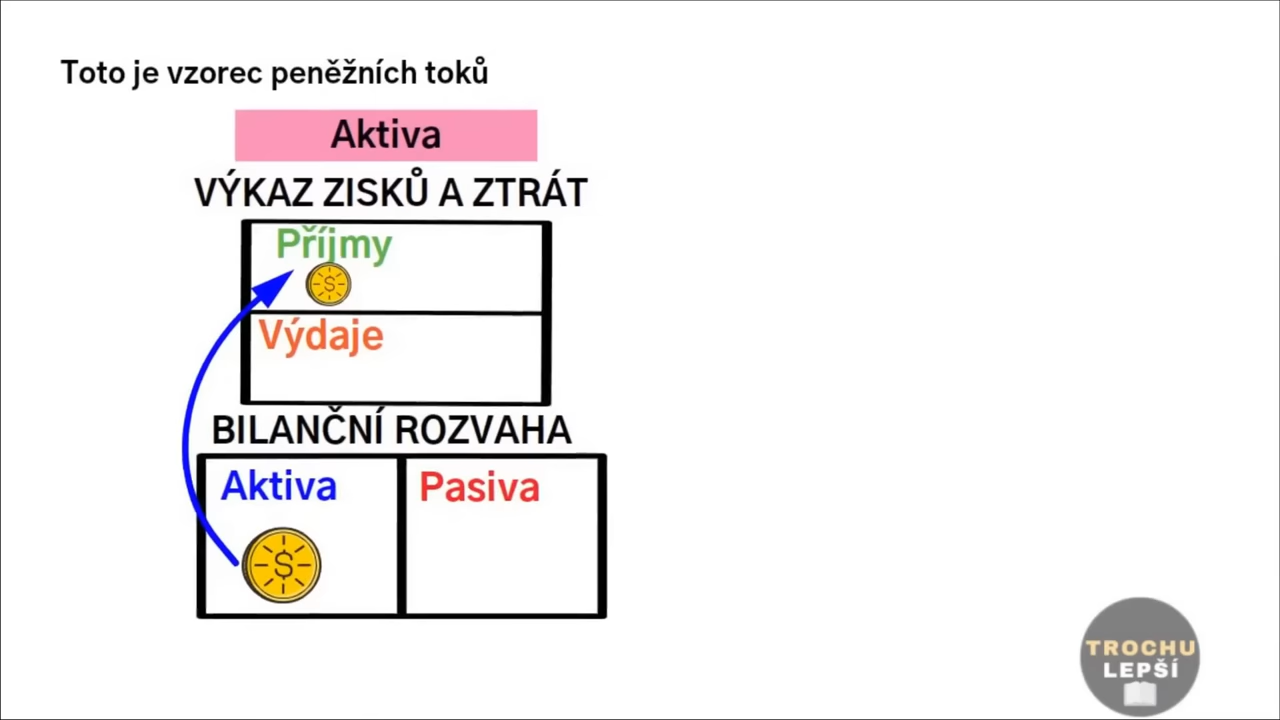 Toto je vzorec peněžních toků
Aktiva
VÝKAZ ZISKŮ A ZTRÁT
Příjmy
$
Výdaje
BILANČNÍ ROZVAHA
Aktiva
Pasiva
$
TROCHU
LEPŠÍ